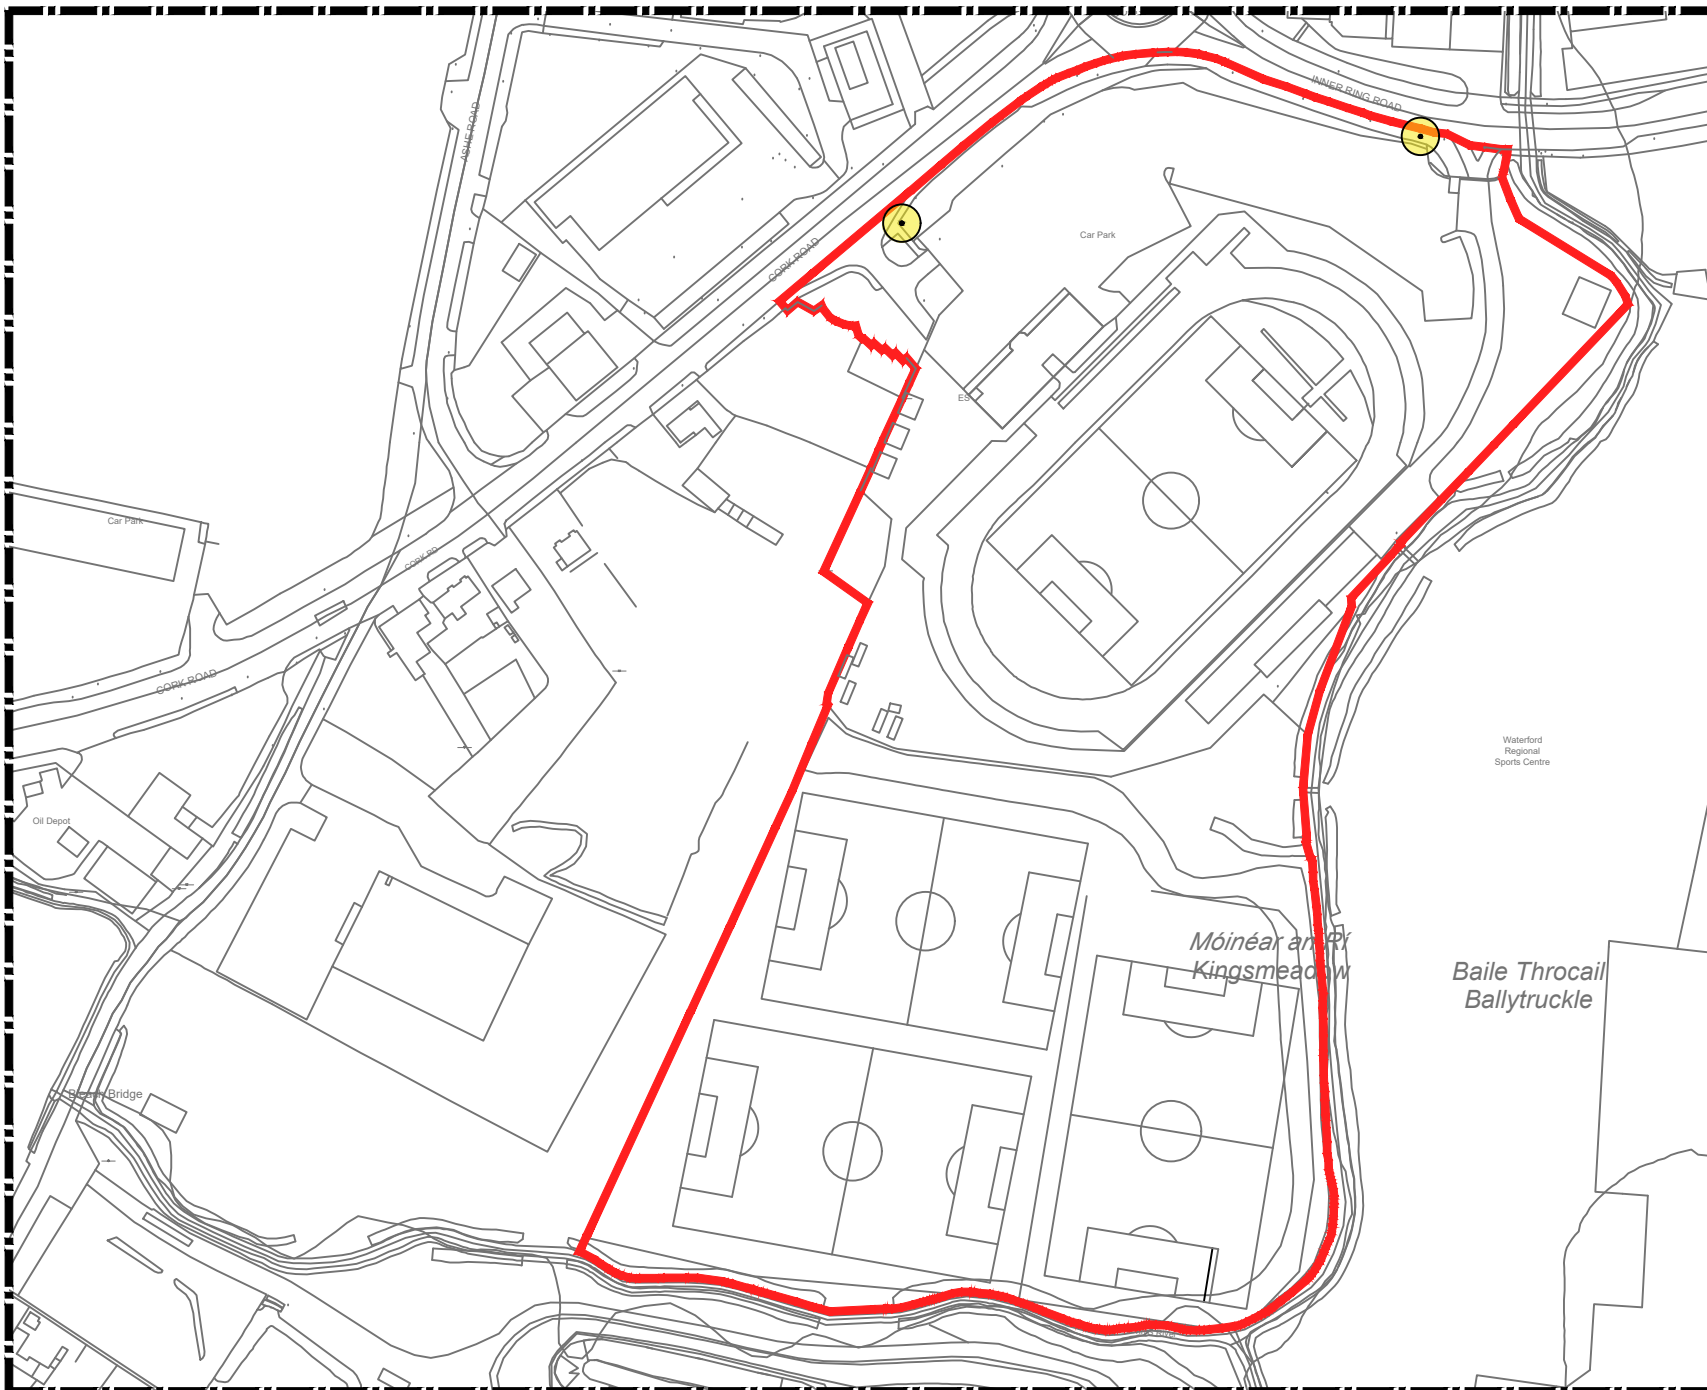 INNER RING ROAD
ASHE ROAD
CORK ROAD
Car Park
ES
Car Park
CORK RD
CORK ROAD
Waterford
Regional
Sports Centre
Oil Depot
Móinéar an Rí
Kingsmeadow
Baile Throcail
Ballytruckle
Bleach Bridge